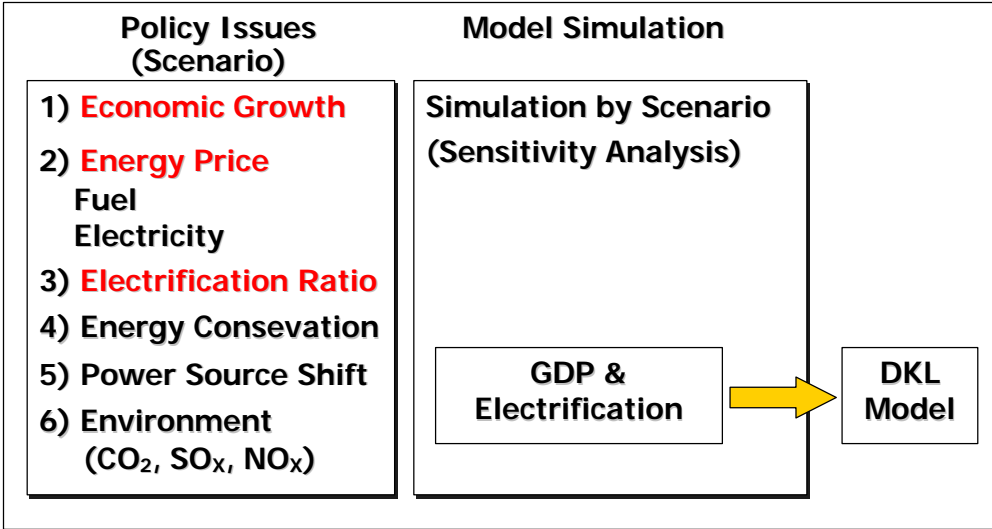 Policy Issues
(Scenario)
1) Economic Growth
2) Energy Price
Fuel
Electricity
3) Electrification Ratio
4) Energy Consevation
5) Power Source Shift
6) Environment
(CO₂, SOₓ, NOₓ)
Model Simulation
Simulation by Scenario
(Sensitivity Analysis)
GDP &
Electrification
DKL
Model